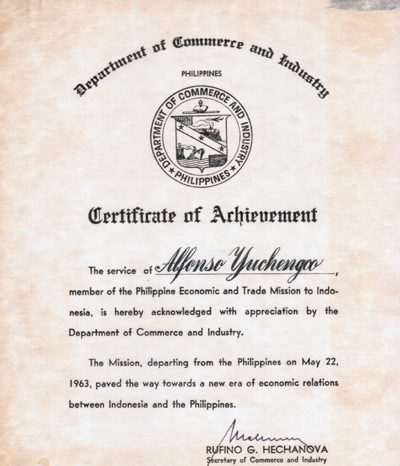 Department of Commerce and Industry
PHILIPPINES
DEPARTMENT OF COMMERCE AND INDUSTRY
★ PHILIPPINES ★
Certificate of Achievement
The service of Alfonso Yuchengco,
member of the Philippine Economic and Trade Mission to Indo-
nesia, is hereby acknowledged with appreciation by the
Department of Commerce and Industry.
The Mission, departing from the Philippines on May 22,
1963, paved the way towards a new era of economic relations
between Indonesia and the Philippines.
RUFINO G. HECHANOVA
Secretary of Commerce and Industry